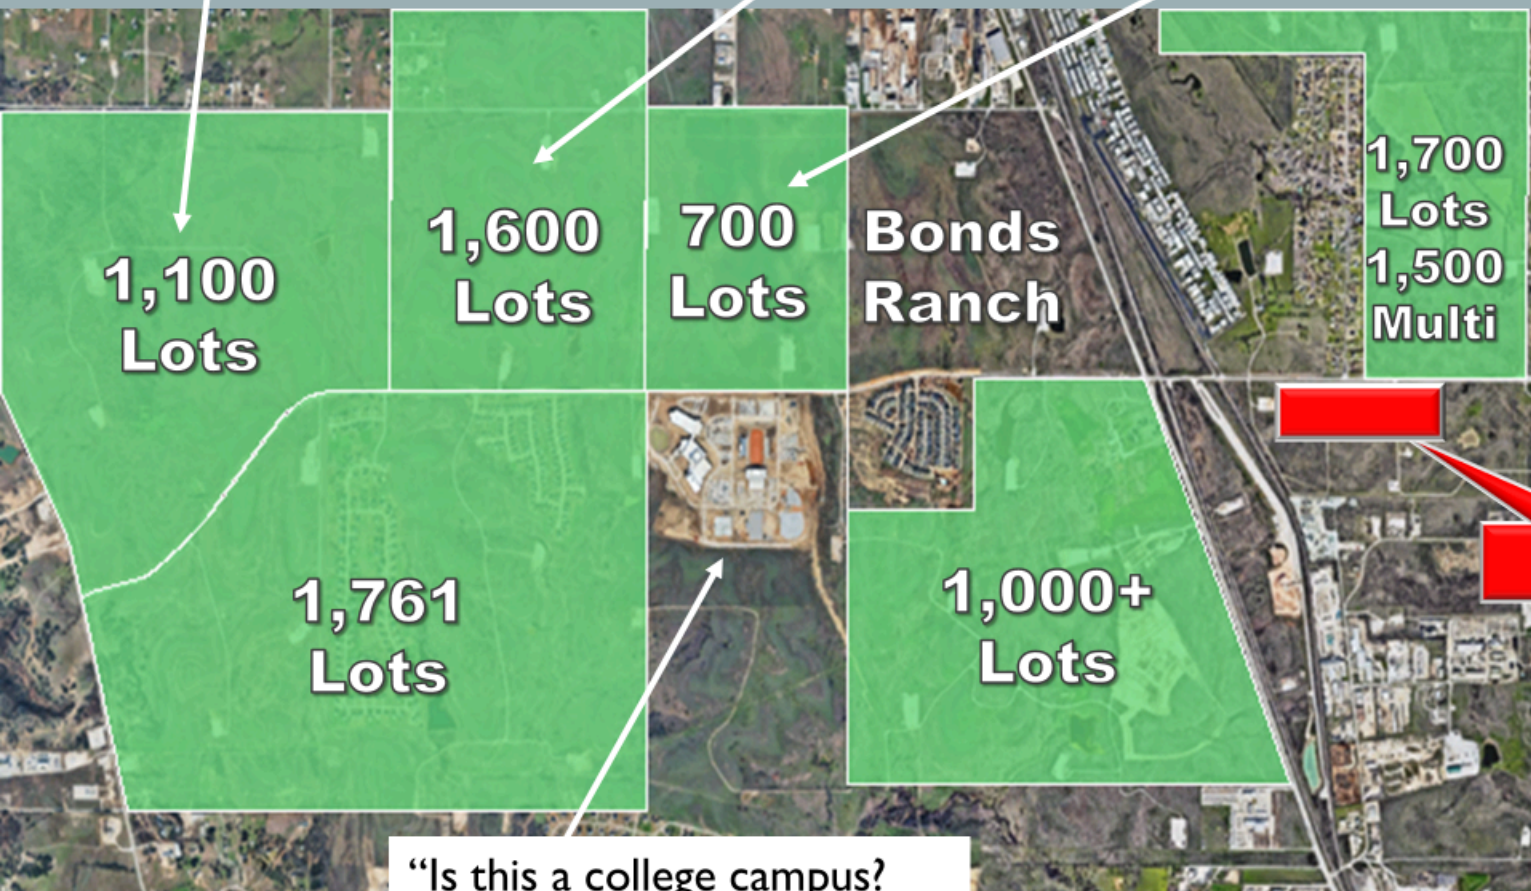 1,100
Lots
1,600
Lots
700
Lots
Bonds
Ranch
1,700
Lots
1,500
Multi
1,761
Lots
1,000+
Lots
“Is this a college campus?